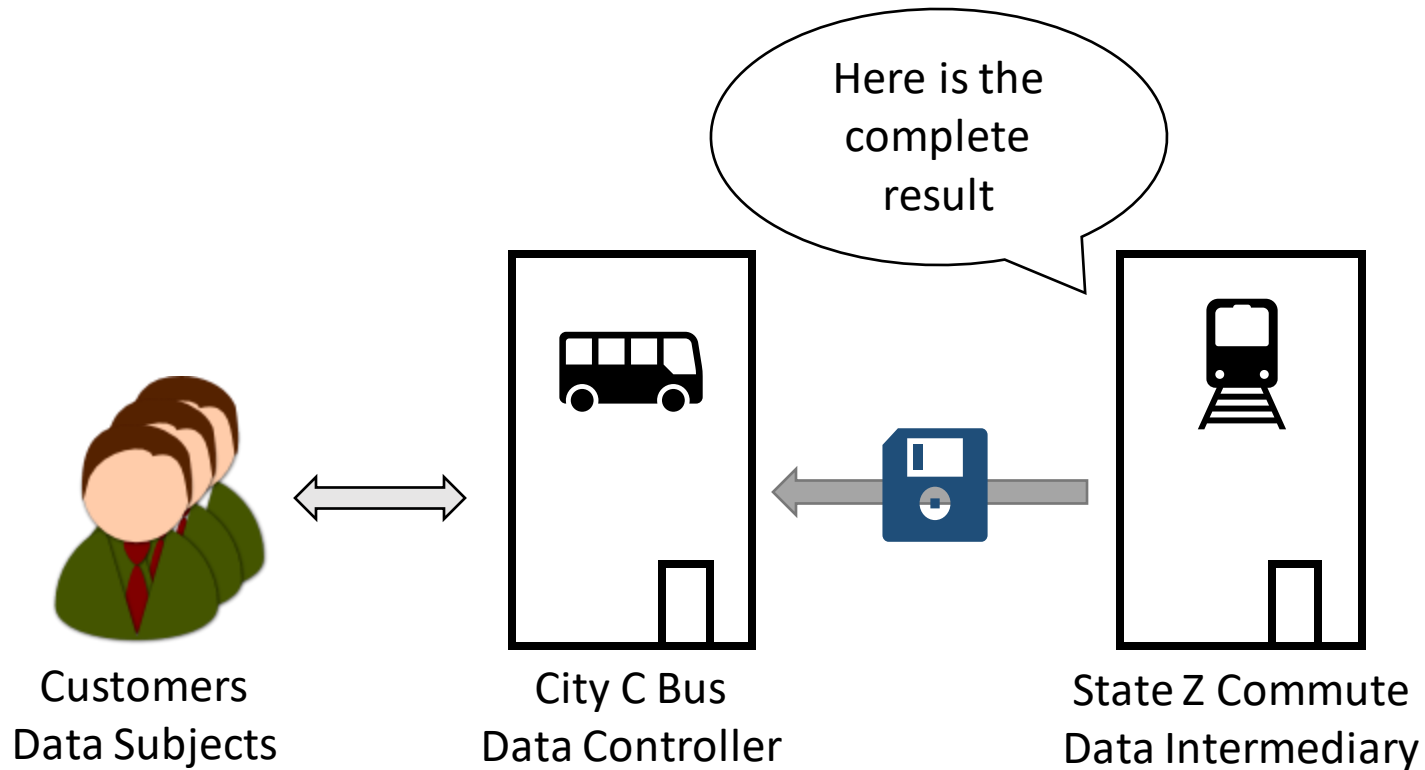 Here is the
complete
result
Customers
Data Subjects
City C Bus
Data Controller
State Z Commute
Data Intermediary